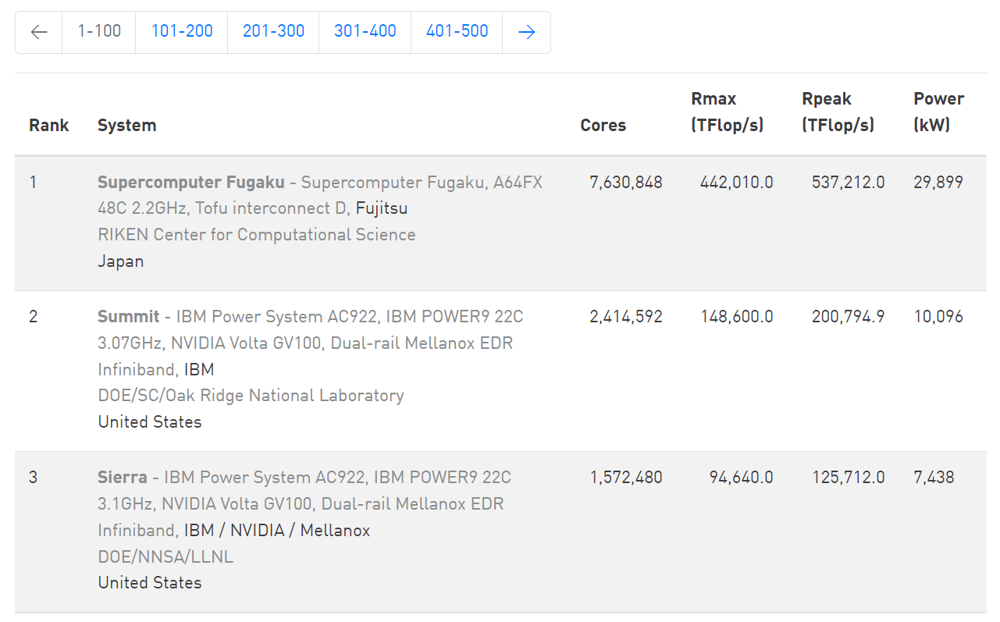 ← 1-100 101-200 201-300 301-400 401-500 →
Rank System Cores Rmax (TFlop/s) Rpeak (TFlop/s) Power (kW)
1 Supercomputer Fugaku - Supercomputer Fugaku, A64FX 7,630,848 442,010.0 537,212.0 29,899
48C 2.2GHz, Tofu interconnect D, Fujitsu
RIKEN Center for Computational Science
Japan
2 Summit - IBM Power System AC922, IBM POWER9 22C 2,414,592 148,600.0 200,794.9 10,096
3.07GHz, NVIDIA Volta GV100, Dual-rail Mellanox EDR
Infiniband, IBM
DOE/SC/Oak Ridge National Laboratory
United States
3 Sierra - IBM Power System AC922, IBM POWER9 22C 1,572,480 94,640.0 125,712.0 7,438
3.1GHz, NVIDIA Volta GV100, Dual-rail Mellanox EDR
Infiniband, IBM / NVIDIA / Mellanox
DOE/NNSA/LLNL
United States